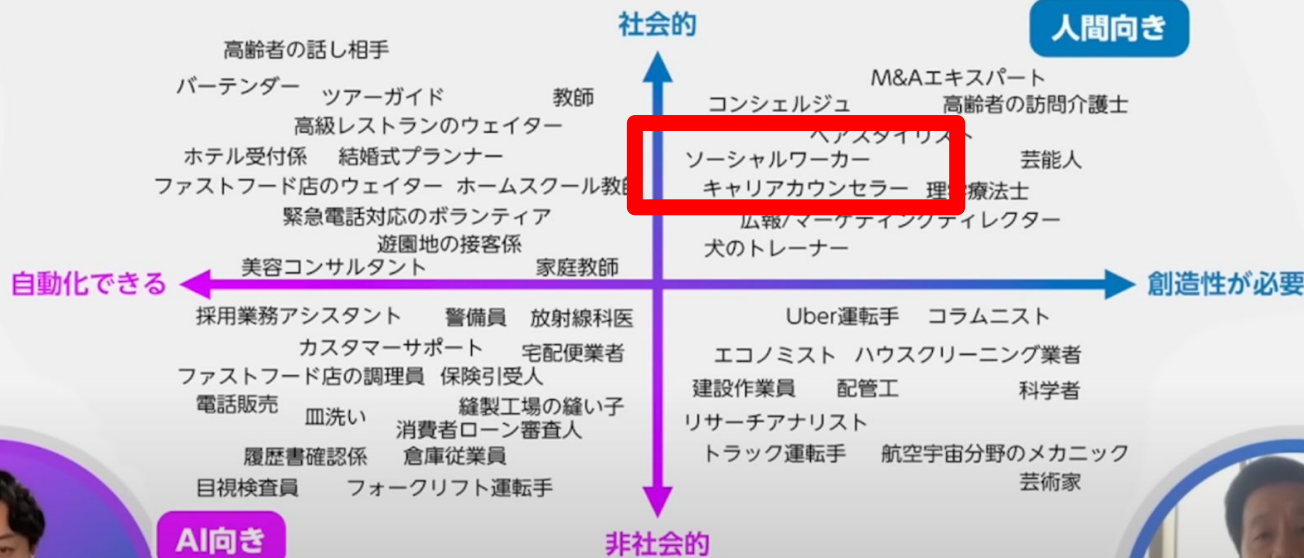 社会的
人間向き
高齢者の話し相手
M&Aエキスパート
バーテンダー ツアーガイド 教師
コンシェルジュ 高齢者の訪問介護士
高級レストランのウェイター
ヘアスタイリスト
ホテル受付係 結婚式プランナー
ソーシャルワーカー 芸能人
ファストフード店のウェイター ホームスクール教師
キャリアカウンセラー 理学療法士
緊急電話対応のボランティア
広報/マーケティングディレクター
遊園地の接客係
犬のトレーナー
美容コンサルタント 家庭教師
自動化できる
創造性が必要
採用業務アシスタント 警備員 放射線科医
Uber運転手 コラムニスト
カスタマーサポート 宅配便業者
エコノミスト ハウスクリーニング業者
ファストフード店の調理員 保険引受人
建設作業員 配管工 科学者
電話販売 皿洗い 縫製工場の縫い子
リサーチアナリスト
消費者ローン審査人
トラック運転手 航空宇宙分野のメカニック
履歴書確認係 倉庫従業員
芸術家
目視検査員 フォークリフト運転手
AI向き
非社会的